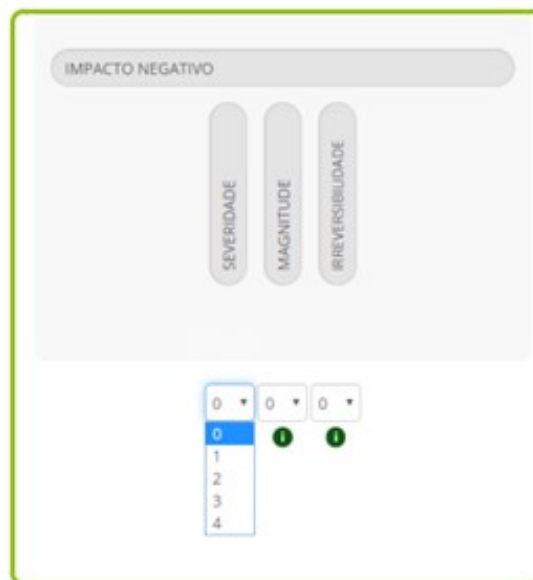 IMPACTO NEGATIVO
SEVERIDADE
MAGNITUDE
IRREVERSIBILIDADE
0 0 0
0
1
2
3
4